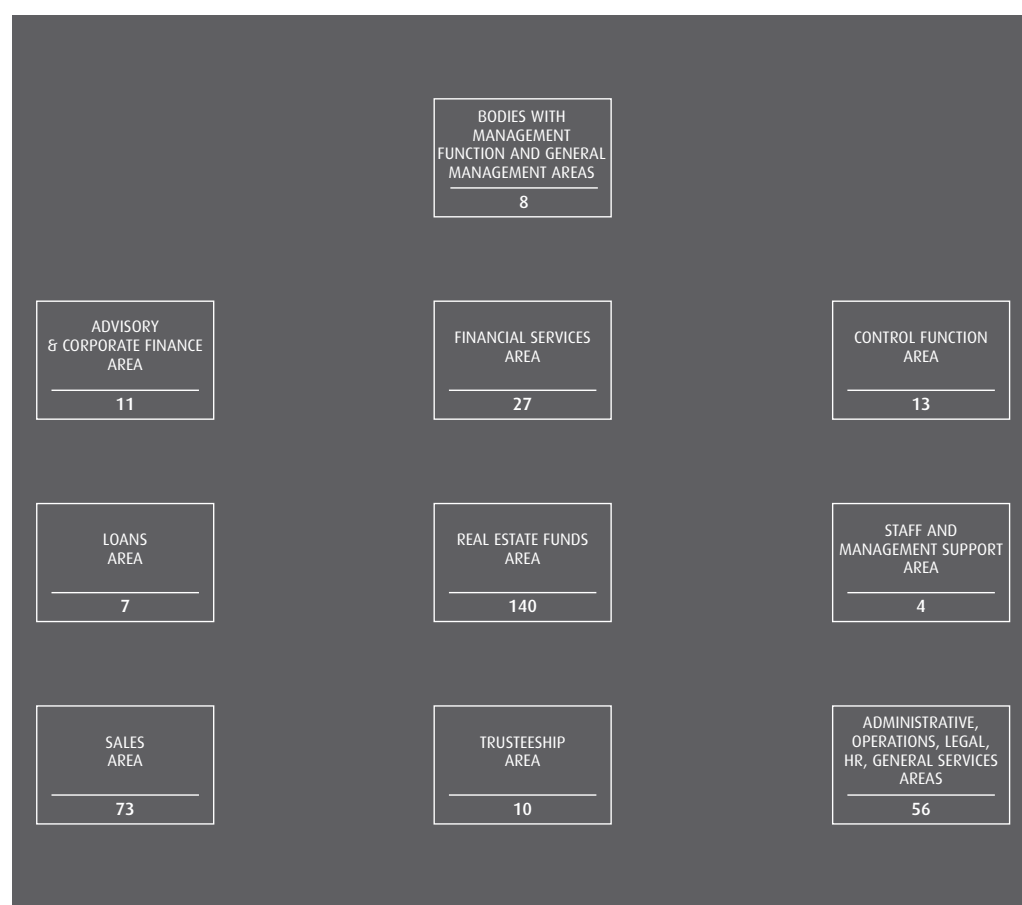 BODIES WITH
MANAGEMENT
FUNCTION AND GENERAL
MANAGEMENT AREAS
8
ADVISORY
& CORPORATE FINANCE
AREA
11
FINANCIAL SERVICES
AREA
27
CONTROL FUNCTION
AREA
13
LOANS
AREA
7
REAL ESTATE FUNDS
AREA
140
STAFF AND
MANAGEMENT SUPPORT
AREA
4
SALES
AREA
73
TRUSTEESHIP
AREA
10
ADMINISTRATIVE,
OPERATIONS, LEGAL,
HR, GENERAL SERVICES
AREAS
56